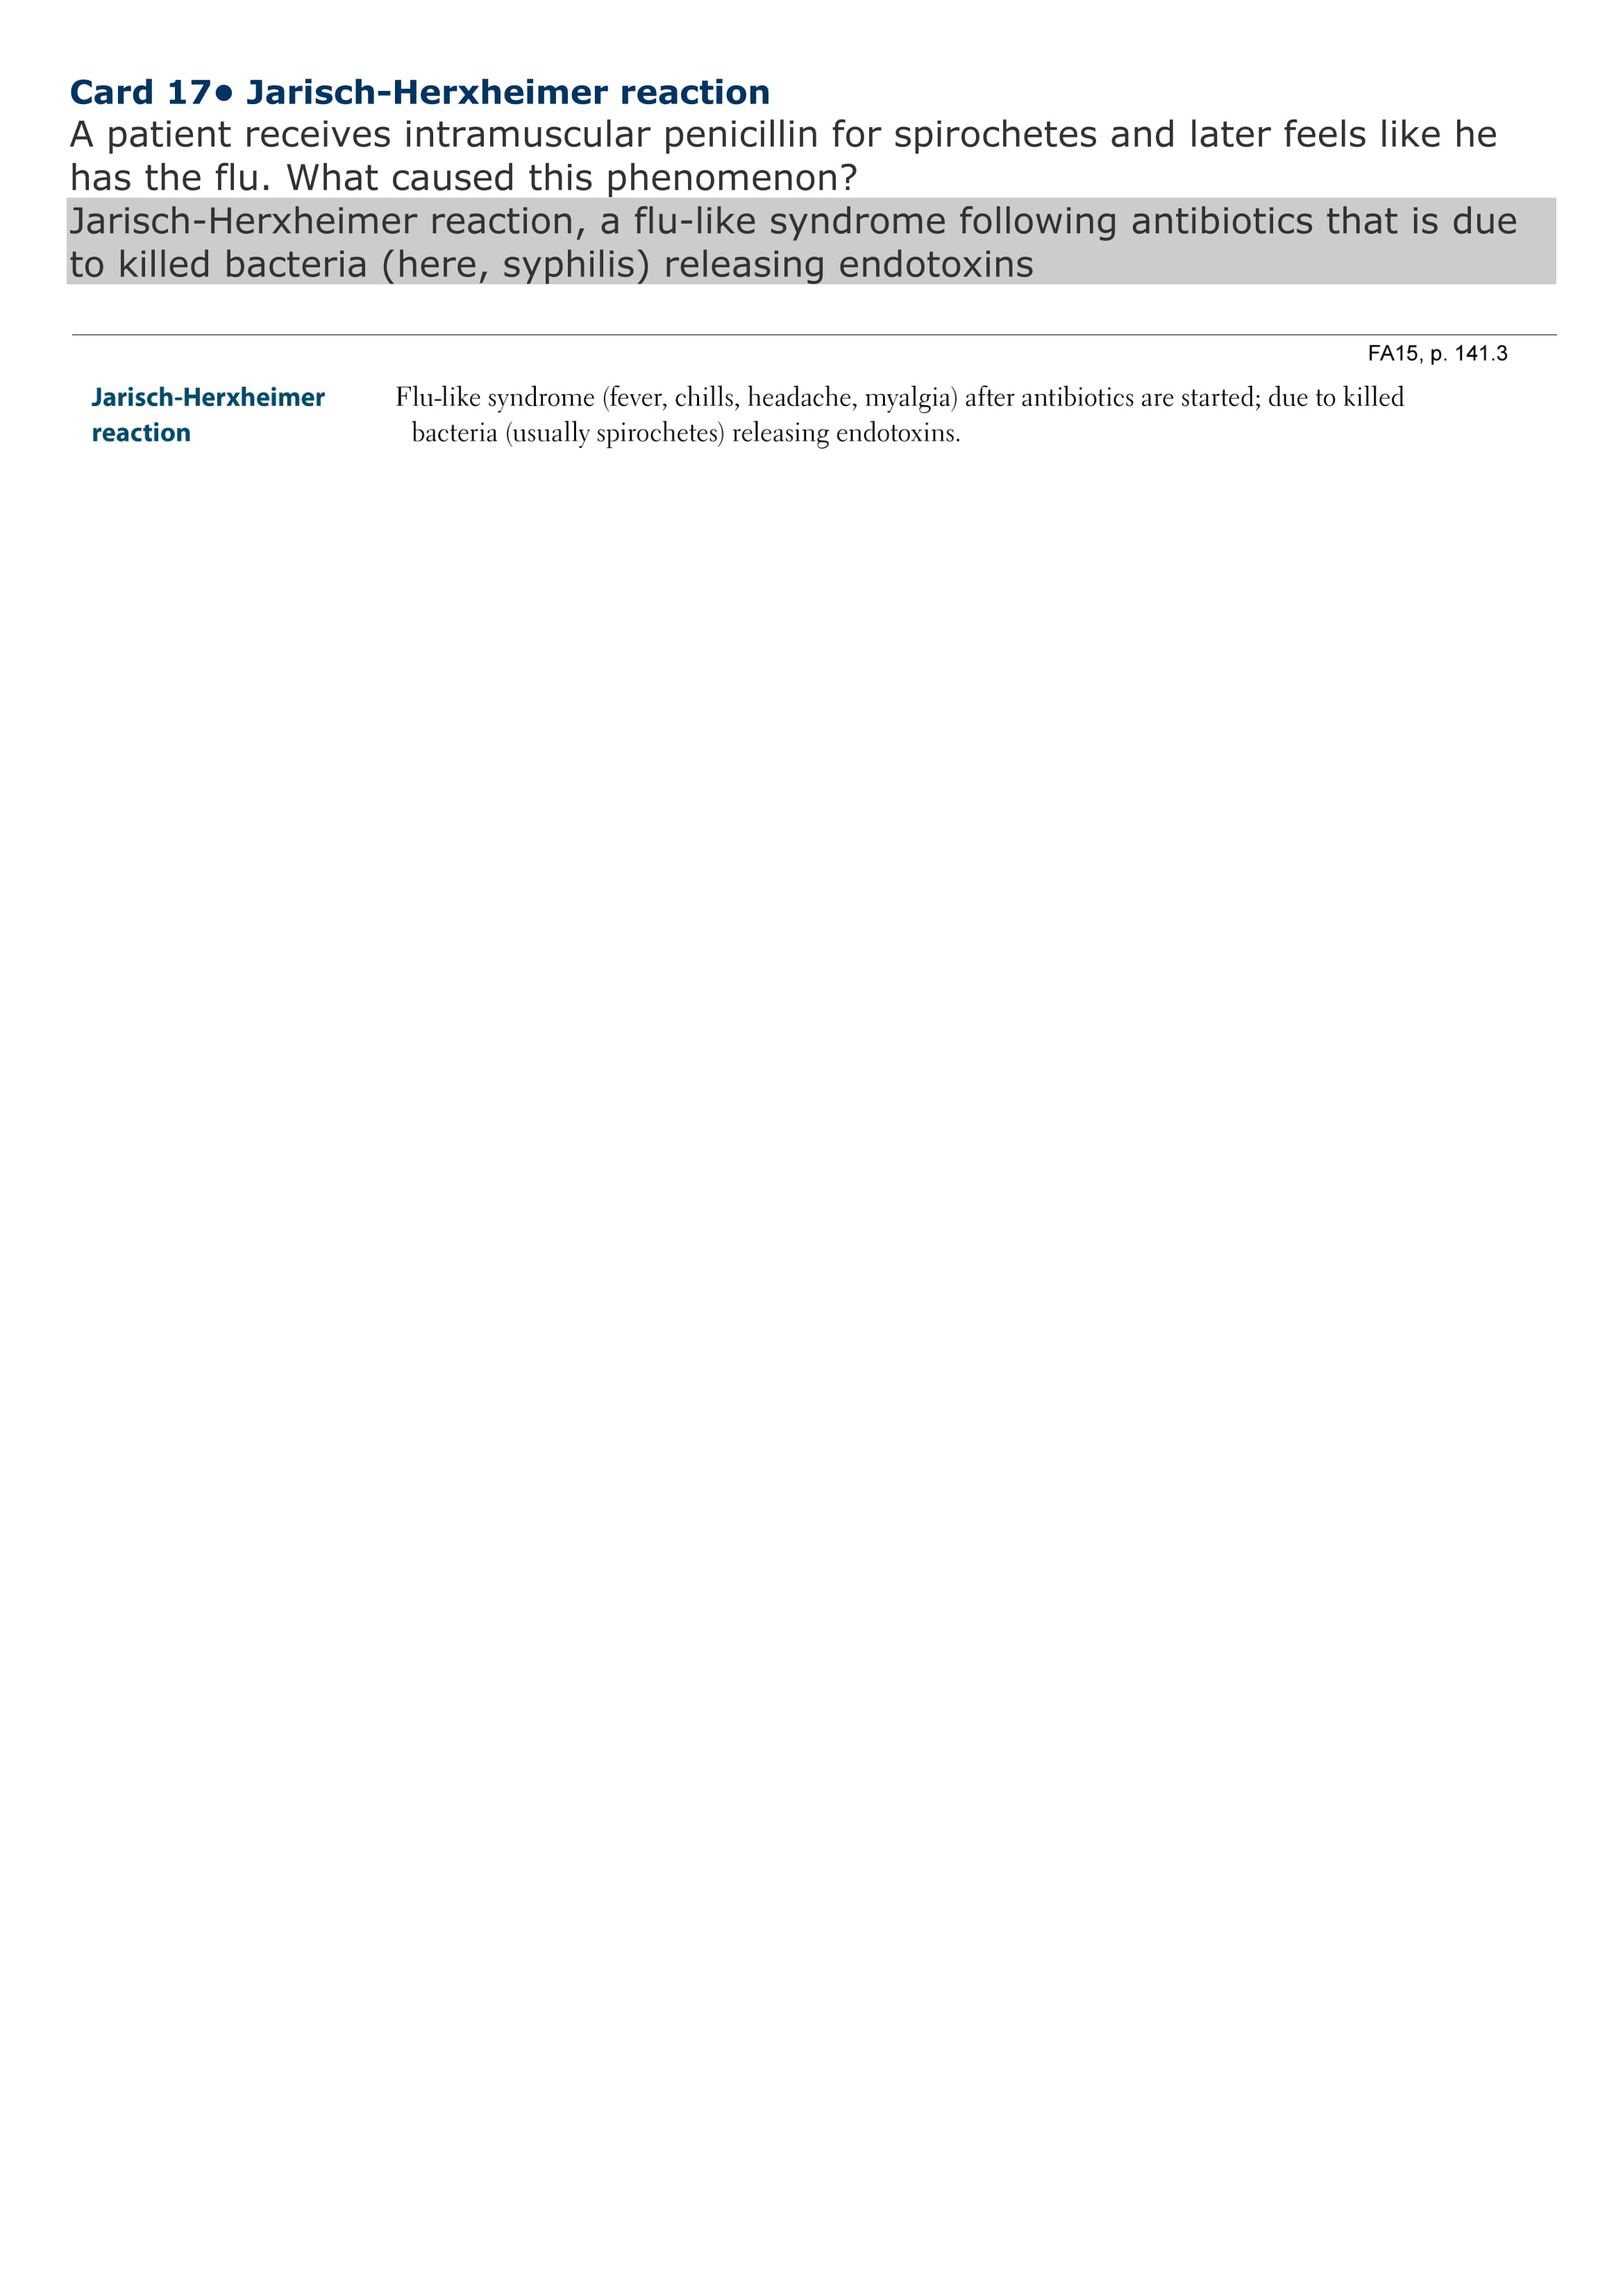 Card 17● Jarisch-Herxheimer reaction
A patient receives intramuscular penicillin for spirochetes and later feels like he
has the flu. What caused this phenomenon?
Jarisch-Herxheimer reaction, a flu-like syndrome following antibiotics that is due
to killed bacteria (here, syphilis) releasing endotoxins
FA15, p. 141.3
Jarisch-Herxheimer
reaction
Flu-like syndrome (fever, chills, headache, myalgia) after antibiotics are started; due to killed
bacteria (usually spirochetes) releasing endotoxins.